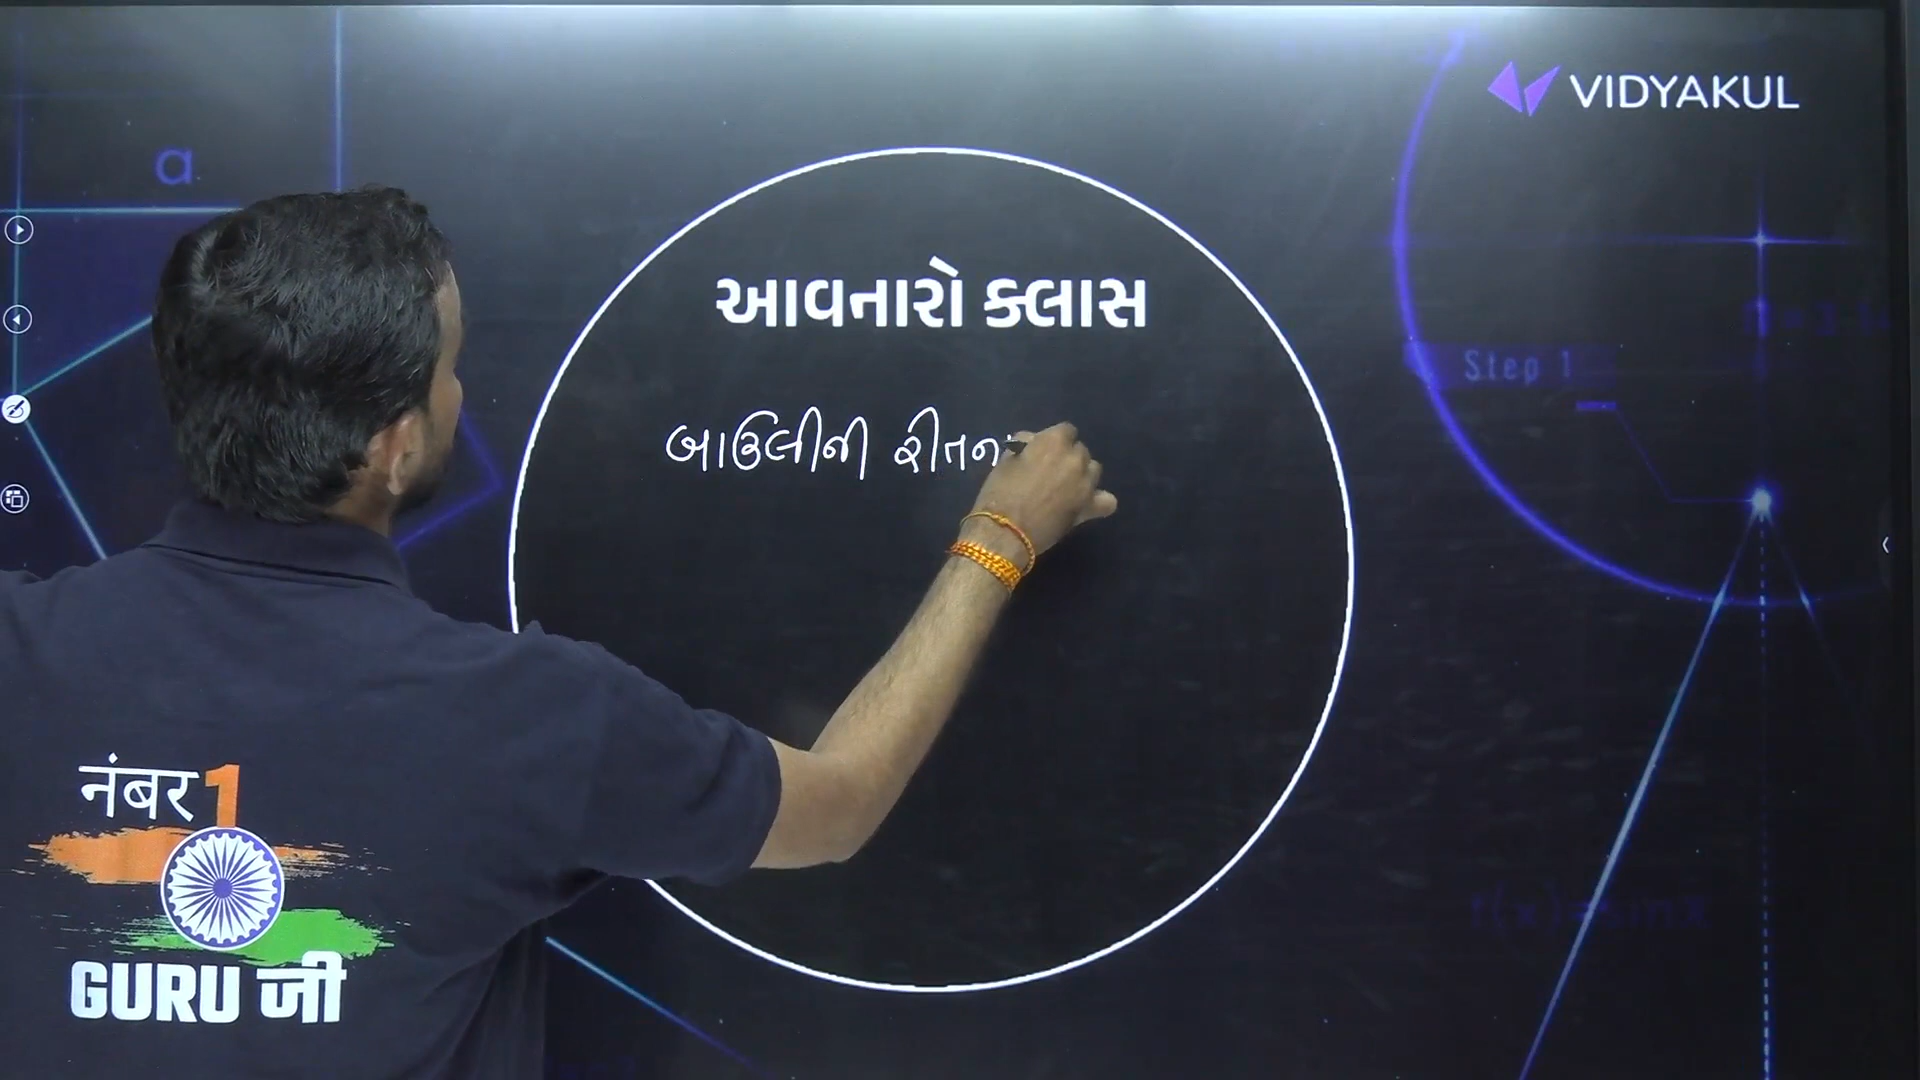 VIDYAKUL
a
આવનારો ક્લાસ
Step 1
બાઉલીની રીતન
नंबर 1
GURU जी